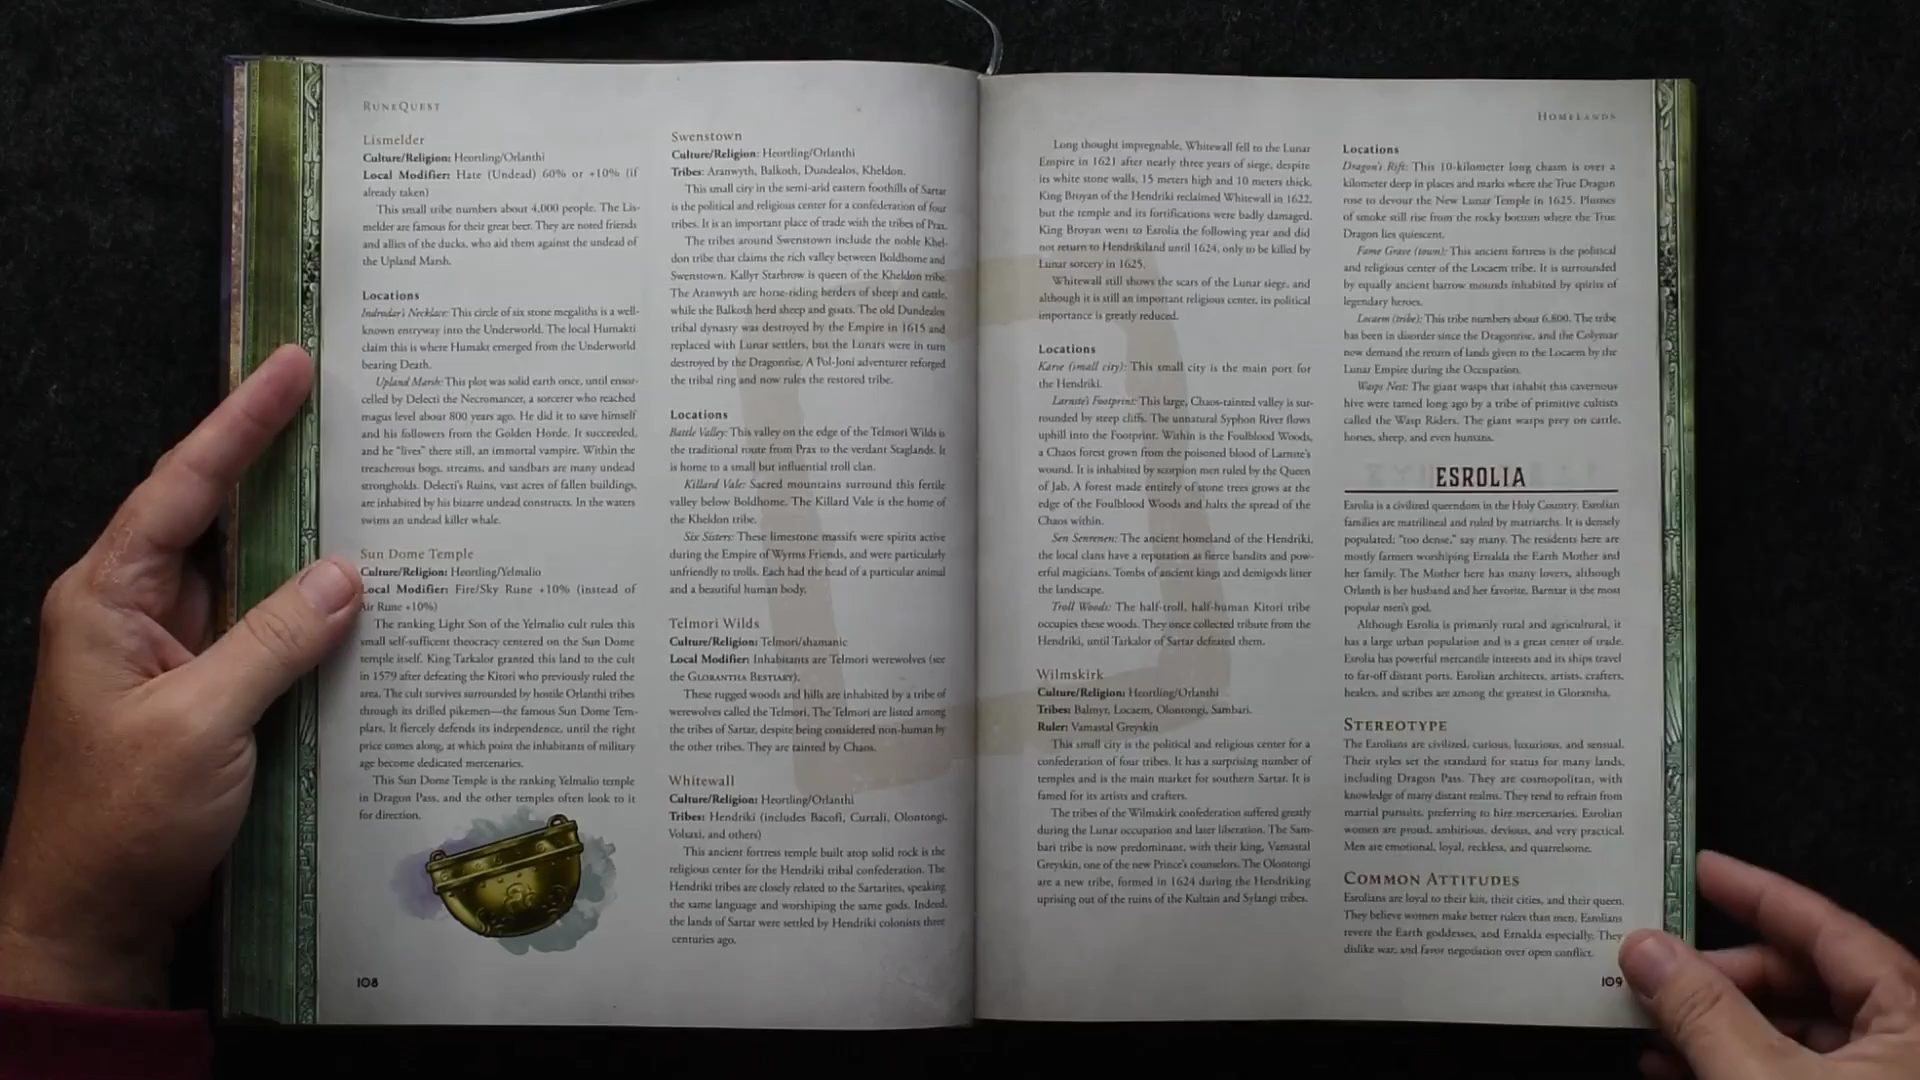 RuneQuest
Lismelder
Culture/Religion: Heortling/Orlanthi
Local Modifier: Hate (Undead) 60% or +10% (if
already taken)
This small tribe numbers about 4,000 people. The Lis-
melder are famous for their great beer. They are noted friends
and allies of the ducks, who aid them against the undead of
the Upland Marsh.
Locations
Indrodar's Necklace: This circle of six stone megaliths is a well-
known entryway into the Underworld. The local Humakti
claim this is where Humakt emerged from the Underworld
bearing Death.
Upland Marsh: This plot was solid earth once, until ensor-
celled by Delecti the Necromancer, a sorcerer who reached
magus level about 800 years ago. He did it to save himself
and his followers from the Golden Horde. It succeeded,
and he "lives" there still, an immortal vampire. Within the
treacherous bogs, streams, and sandbars are many undead
strongholds. Delecti's Ruins, vast acres of fallen buildings,
are inhabited by his bizarre undead constructs. In the waters
swims an undead killer whale.
Sun Dome Temple
Culture/Religion: Heortling/Yelmalio
Local Modifier: Fire/Sky Rune +10% (instead of
Air Rune +10%)
The ranking Light Son of the Yelmalio cult rules this
small self-sufficent theocracy centered on the Sun Dome
temple itself. King Tarkalor granted this land to the cult
in 1579 after defeating the Kitori who previously ruled the
area. The cult survives surrounded by hostile Orlanthi tribes
through its drilled pikemen—the famous Sun Dome Tem-
plars. It fiercely defends its independence, until the right
price comes along, at which point the inhabitants of military
age become dedicated mercenaries.
This Sun Dome Temple is the ranking Yelmalio temple
in Dragon Pass, and the other temples often look to it
for direction.
108
Swenstown
Culture/Religion: Heortling/Orlanthi
Tribes: Aranwyth, Balkoth, Dundealos, Kheldon.
This small city in the semi-arid eastern foothills of Sartar
is the political and religious center for a confederation of four
tribes. It is an important place of trade with the tribes of Prax.
The tribes around Swenstown include the noble Khel-
don tribe that claims the rich valley between Boldhome and
Swenstown. Kallyr Starbrow is queen of the Kheldon tribe.
The Aranwyth are horse-riding herders of sheep and cattle,
while the Balkoth herd sheep and goats. The old Dundealos
tribal dynasty was destroyed by the Empire in 1615 and
replaced with Lunar settlers, but the Lunars were in turn
destroyed by the Dragonrise. A Pol-Joni adventurer reforged
the tribal ring and now rules the restored tribe.
Locations
Battle Valley: This valley on the edge of the Telmori Wilds is
the traditional route from Prax to the verdant Staglands. It
is home to a small but influential troll clan.
Killard Vale: Sacred mountains surround this fertile
valley below Boldhome. The Killard Vale is the home of
the Kheldon tribe.
Six Sisters: These limestone massifs were spirits active
during the Empire of Wyrms Friends, and were particularly
unfriendly to trolls. Each had the head of a particular animal
and a beautiful human body.
Telmori Wilds
Culture/Religion: Telmori/shamanic
Local Modifier: Inhabitants are Telmori werewolves (see
the Glorantha Bestiary).
These rugged woods and hills are inhabited by a tribe of
werewolves called the Telmori. The Telmori are listed among
the tribes of Sartar, despite being considered non-human by
the other tribes. They are tainted by Chaos.
Whitewall
Culture/Religion: Heortling/Orlanthi
Tribes: Hendriki (includes Bacofi, Curtali, Olontongi,
Volsaxi, and others)
This ancient fortress temple built atop solid rock is the
religious center for the Hendriki tribal confederation. The
Hendriki tribes are closely related to the Sartarites, speaking
the same language and worshiping the same gods. Indeed,
the lands of Sartar were settled by Hendriki colonists three
centuries ago.
Homelands
Long thought impregnable, Whitewall fell to the Lunar
Empire in 1621 after nearly three years of siege, despite
its white stone walls, 15 meters high and 10 meters thick.
King Broyan of the Hendriki reclaimed Whitewall in 1622,
but the temple and its fortifications were badly damaged.
King Broyan went to Esrolia the following year and did
not return to Hendrikiland until 1624, only to be killed by
Lunar sorcery in 1625.
Whitewall still shows the scars of the Lunar siege, and
although it is still an important religious center, its political
importance is greatly reduced.
Locations
Karse (small city): This small city is the main port for
the Hendriki.
Larnste's Footprint: This large, Chaos-tainted valley is sur-
rounded by steep cliffs. The unnatural Syphon River flows
uphill into the Footprint. Within is the Foulblood Woods,
a Chaos forest grown from the poisoned blood of Larnste's
wound. It is inhabited by scorpion men ruled by the Queen
of Jab. A forest made entirely of stone trees grows at the
edge of the Foulblood Woods and halts the spread of the
Chaos within.
Sen Senrenen: The ancient homeland of the Hendriki,
the local clans have a reputation as fierce bandits and pow-
erful magicians. Tombs of ancient kings and demigods litter
the landscape.
Troll Woods: The half-troll, half-human Kitori tribe
occupies these woods. They once collected tribute from the
Hendriki, until Tarkalor of Sartar defeated them.
Wilmskirk
Culture/Religion: Heortling/Orlanthi
Tribes: Balmyr, Locaem, Olontongi, Sambari.
Ruler: Vamastal Greyskin
This small city is the political and religious center for a
confederation of four tribes. It has a surprising number of
temples and is the main market for southern Sartar. It is
famed for its artists and crafters.
The tribes of the Wilmskirk confederation suffered greatly
during the Lunar occupation and later liberation. The Sam-
bari tribe is now predominant, with their king, Vamastal
Greyskin, one of the new Prince's counselors. The Olontongi
are a new tribe, formed in 1624 during the Hendriking
uprising out of the ruins of the Kultain and Sylangi tribes.
Locations
Dragon's Rift: This 10-kilometer long chasm is over a
kilometer deep in places and marks where the True Dragon
rose to devour the New Lunar Temple in 1625. Plumes
of smoke still rise from the rocky bottom where the True
Dragon lies quiescent.
Fame Grave (town): This ancient fortress is the political
and religious center of the Locaem tribe. It is surrounded
by equally ancient barrow mounds inhabited by spirits of
legendary heroes.
Locaem (tribe): This tribe numbers about 6,800. The tribe
has been in disorder since the Dragonrise, and the Colymar
now demand the return of lands given to the Locaem by the
Lunar Empire during the Occupation.
Wasps Nest: The giant wasps that inhabit this cavernous
hive were tamed long ago by a tribe of primitive cultists
called the Wasp Riders. The giant wasps prey on cattle,
horses, sheep, and even humans.
ESROLIA
Esrolia is a civilized queendom in the Holy Country. Esrolian
families are matrilineal and ruled by matriarchs. It is densely
populated; "too dense," say many. The residents here are
mostly farmers worshiping Ernalda the Earth Mother and
her family. The Mother here has many lovers, although
Orlanth is her husband and her favorite. Barntar is the most
popular men's god.
Although Esrolia is primarily rural and agricultural, it
has a large urban population and is a great center of trade.
Esrolia has powerful mercantile interests and its ships travel
to far-off distant ports. Esrolian architects, artists, crafters,
healers, and scribes are among the greatest in Glorantha.
Stereotype
The Esrolians are civilized, curious, luxurious, and sensual.
Their styles set the standard for status for many lands,
including Dragon Pass. They are cosmopolitan, with
knowledge of many distant realms. They tend to refrain from
martial pursuits, preferring to hire mercenaries. Esrolian
women are proud, ambitious, devious, and very practical.
Men are emotional, loyal, reckless, and quarrelsome.
Common Attitudes
Esrolians are loyal to their kin, their cities, and their queen.
They believe women make better rulers than men. Esrolians
revere the Earth goddesses, and Ernalda especially. They
dislike war, and favor negotiation over open conflict.
109